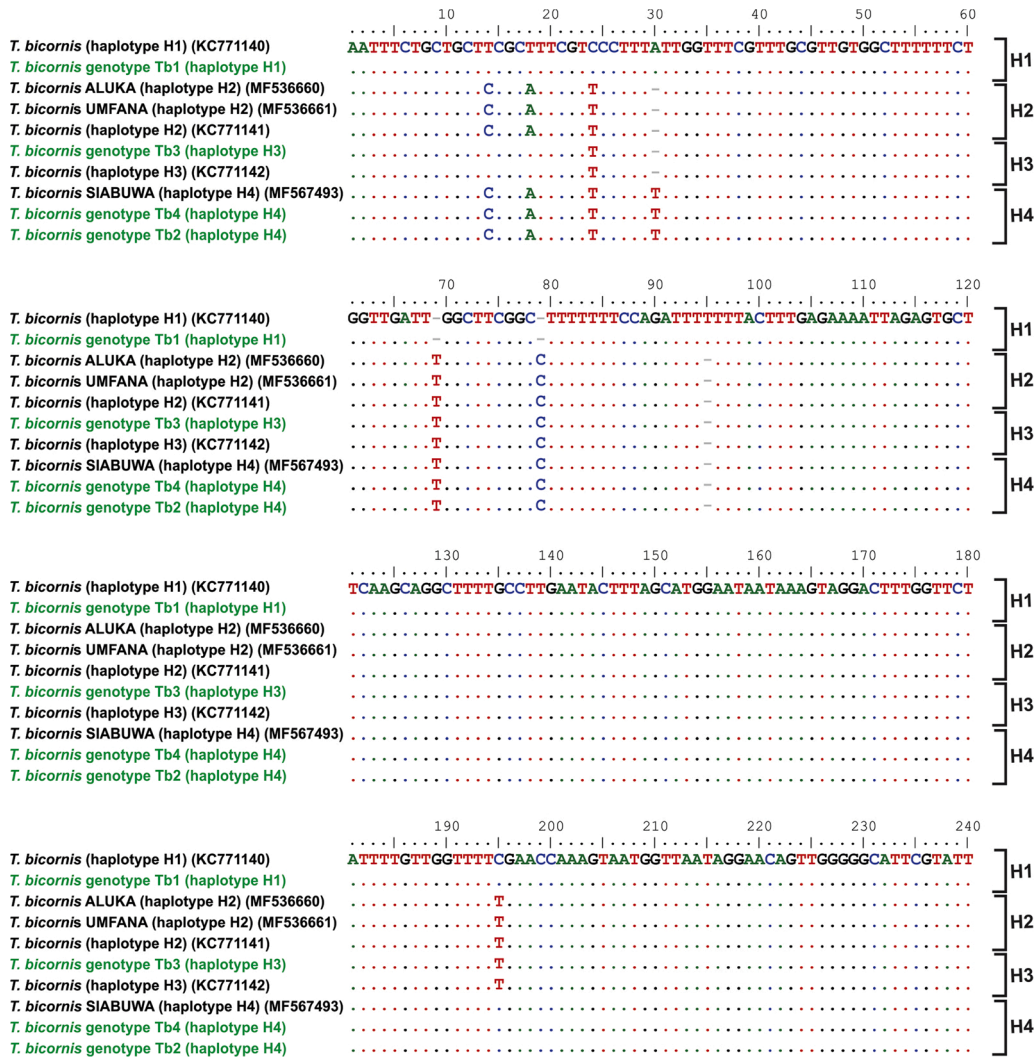 10 20 30 40 50 60
T. bicornis (haplotype H1) (KC771140) AATTTCTGCTGCTTCGCTTTCGTCCCTTTATTGGTTTCGTTTGCGTTGTGGCTTTTTTCT
H1
T. bicornis genotype Tb1 (haplotype H1) ............................................................
T. bicornis ALUKA (haplotype H2) (MF536660) .............C...A.....T.....-..............................
T. bicornis UMFANA (haplotype H2) (MF536661) .............C...A.....T.....-..............................
H2
T. bicornis (haplotype H2) (KC771141) .............C...A.....T.....-..............................
T. bicornis genotype Tb3 (haplotype H3) .......................T.....-..............................
H3
T. bicornis (haplotype H3) (KC771142) .......................T.....-..............................
T. bicornis SIABUWA (haplotype H4) (MF567493) .............C...A.....T.....T..............................
T. bicornis genotype Tb4 (haplotype H4) .............C...A.....T.....T..............................
H4
T. bicornis genotype Tb2 (haplotype H4) .............C...A.....T.....T..............................
70 80 90 100 110 120
T. bicornis (haplotype H1) (KC771140) GGTTGATT-GGCTTCGGC-TTTTTTTCCAGATTTTTTTACTTTGAGAAAATTAGAGTGCT
H1
T. bicornis genotype Tb1 (haplotype H1) ........-.........-.........................................
T. bicornis ALUKA (haplotype H2) (MF536660) ........T.........C...............-.........................
T. bicornis UMFANA (haplotype H2) (MF536661) ........T.........C...............-.........................
H2
T. bicornis (haplotype H2) (KC771141) ........T.........C...............-.........................
T. bicornis genotype Tb3 (haplotype H3) ........T.........C...............-.........................
H3
T. bicornis (haplotype H3) (KC771142) ........T.........C...............-.........................
T. bicornis SIABUWA (haplotype H4) (MF567493) ........T.........C...............-.........................
T. bicornis genotype Tb4 (haplotype H4) ........T.........C...............-.........................
H4
T. bicornis genotype Tb2 (haplotype H4) ........T.........C...............-.........................
130 140 150 160 170 180
T. bicornis (haplotype H1) (KC771140) TCAAGCAGGCTTTTGCCTTGAATACTTTAGCATGGAATAATAAAGTAGGACTTTGGTTCT
H1
T. bicornis genotype Tb1 (haplotype H1) ............................................................
T. bicornis ALUKA (haplotype H2) (MF536660) ............................................................
T. bicornis UMFANA (haplotype H2) (MF536661) ............................................................
H2
T. bicornis (haplotype H2) (KC771141) ............................................................
T. bicornis genotype Tb3 (haplotype H3) ............................................................
H3
T. bicornis (haplotype H3) (KC771142) ............................................................
T. bicornis SIABUWA (haplotype H4) (MF567493) ............................................................
T. bicornis genotype Tb4 (haplotype H4) ............................................................
H4
T. bicornis genotype Tb2 (haplotype H4) ............................................................
190 200 210 220 230 240
T. bicornis (haplotype H1) (KC771140) ATTTTGTTGGTTTTCGAACCAAAGTAATGGTTAATAGGAACAGTTGGGGGCATTCGTATT
H1
T. bicornis genotype Tb1 (haplotype H1) ............................................................
T. bicornis ALUKA (haplotype H2) (MF536660) ..............T.............................................
T. bicornis UMFANA (haplotype H2) (MF536661) ..............T.............................................
H2
T. bicornis (haplotype H2) (KC771141) ..............T.............................................
T. bicornis genotype Tb3 (haplotype H3) ..............T.............................................
H3
T. bicornis (haplotype H3) (KC771142) ..............T.............................................
T. bicornis SIABUWA (haplotype H4) (MF567493) ............................................................
T. bicornis genotype Tb4 (haplotype H4) ............................................................
H4
T. bicornis genotype Tb2 (haplotype H4) ............................................................